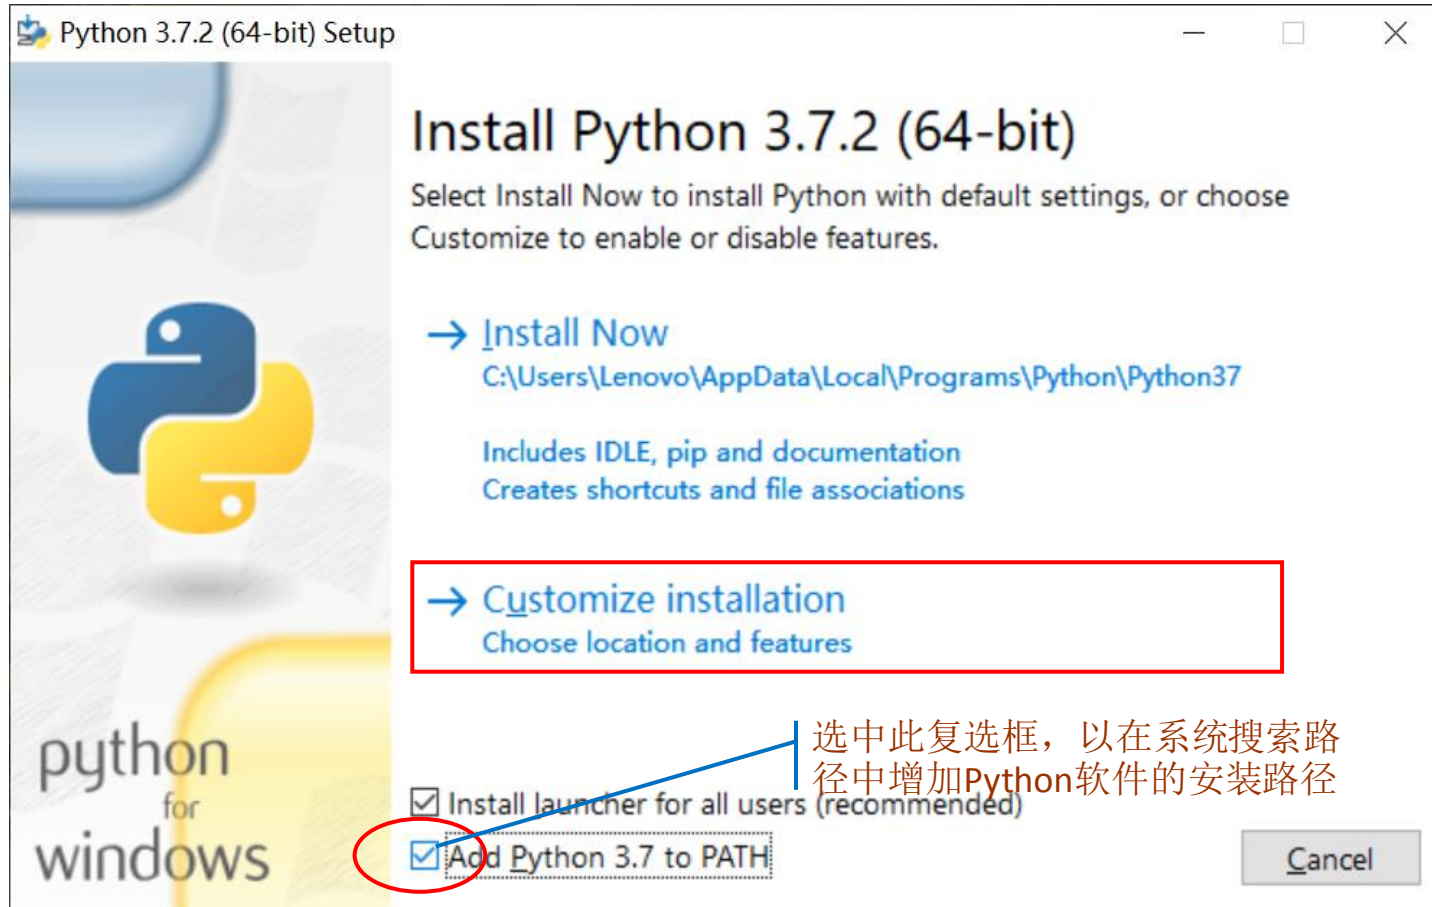 Python 3.7.2 (64-bit) Setup
Install Python 3.7.2 (64-bit)
Select Install Now to install Python with default settings, or choose
Customize to enable or disable features.
Install Now
C:\Users\Lenovo\AppData\Local\Programs\Python\Python37
Includes IDLE, pip and documentation
Creates shortcuts and file associations
Customize installation
Choose location and features
选中此复选框，以在系统搜索路
径中增加Python软件的安装路径
Install launcher for all users (recommended)
Add Python 3.7 to PATH
Cancel
python
for
windows